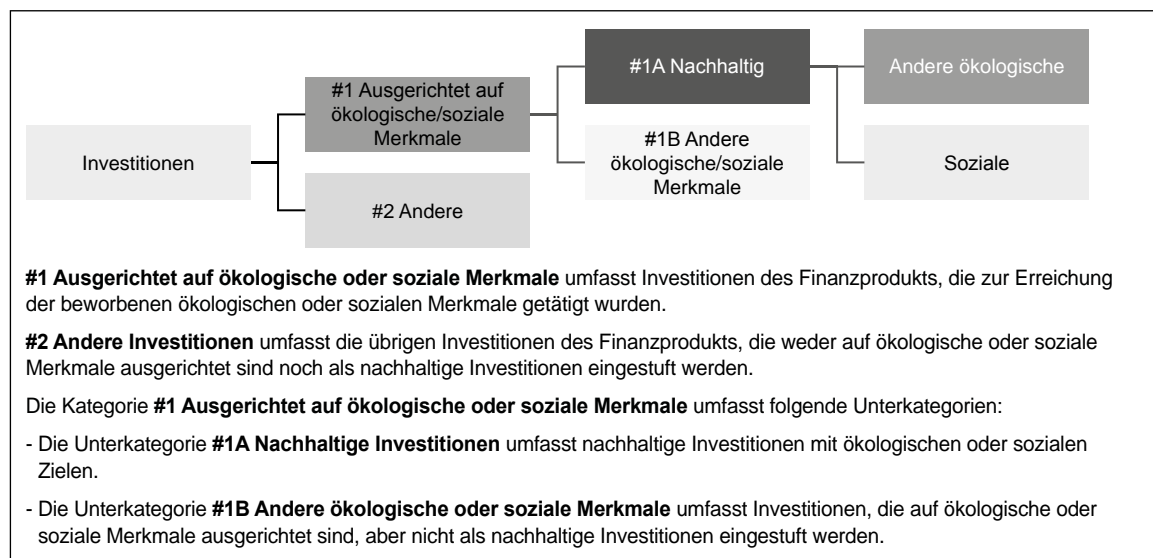 Investitionen
#1 Ausgerichtet auf
ökologische/soziale
Merkmale
#2 Andere
#1A Nachhaltig
#1B Andere
ökologische/soziale
Merkmale
Andere ökologische
Soziale
#1 Ausgerichtet auf ökologische oder soziale Merkmale umfasst Investitionen des Finanzprodukts, die zur Erreichung
der beworbenen ökologischen oder sozialen Merkmale getätigt wurden.
#2 Andere Investitionen umfasst die übrigen Investitionen des Finanzprodukts, die weder auf ökologische oder soziale
Merkmale ausgerichtet sind noch als nachhaltige Investitionen eingestuft werden.
Die Kategorie #1 Ausgerichtet auf ökologische oder soziale Merkmale umfasst folgende Unterkategorien:
- Die Unterkategorie #1A Nachhaltige Investitionen umfasst nachhaltige Investitionen mit ökologischen oder sozialen
Zielen.
- Die Unterkategorie #1B Andere ökologische oder soziale Merkmale umfasst Investitionen, die auf ökologische oder
soziale Merkmale ausgerichtet sind, aber nicht als nachhaltige Investitionen eingestuft werden.